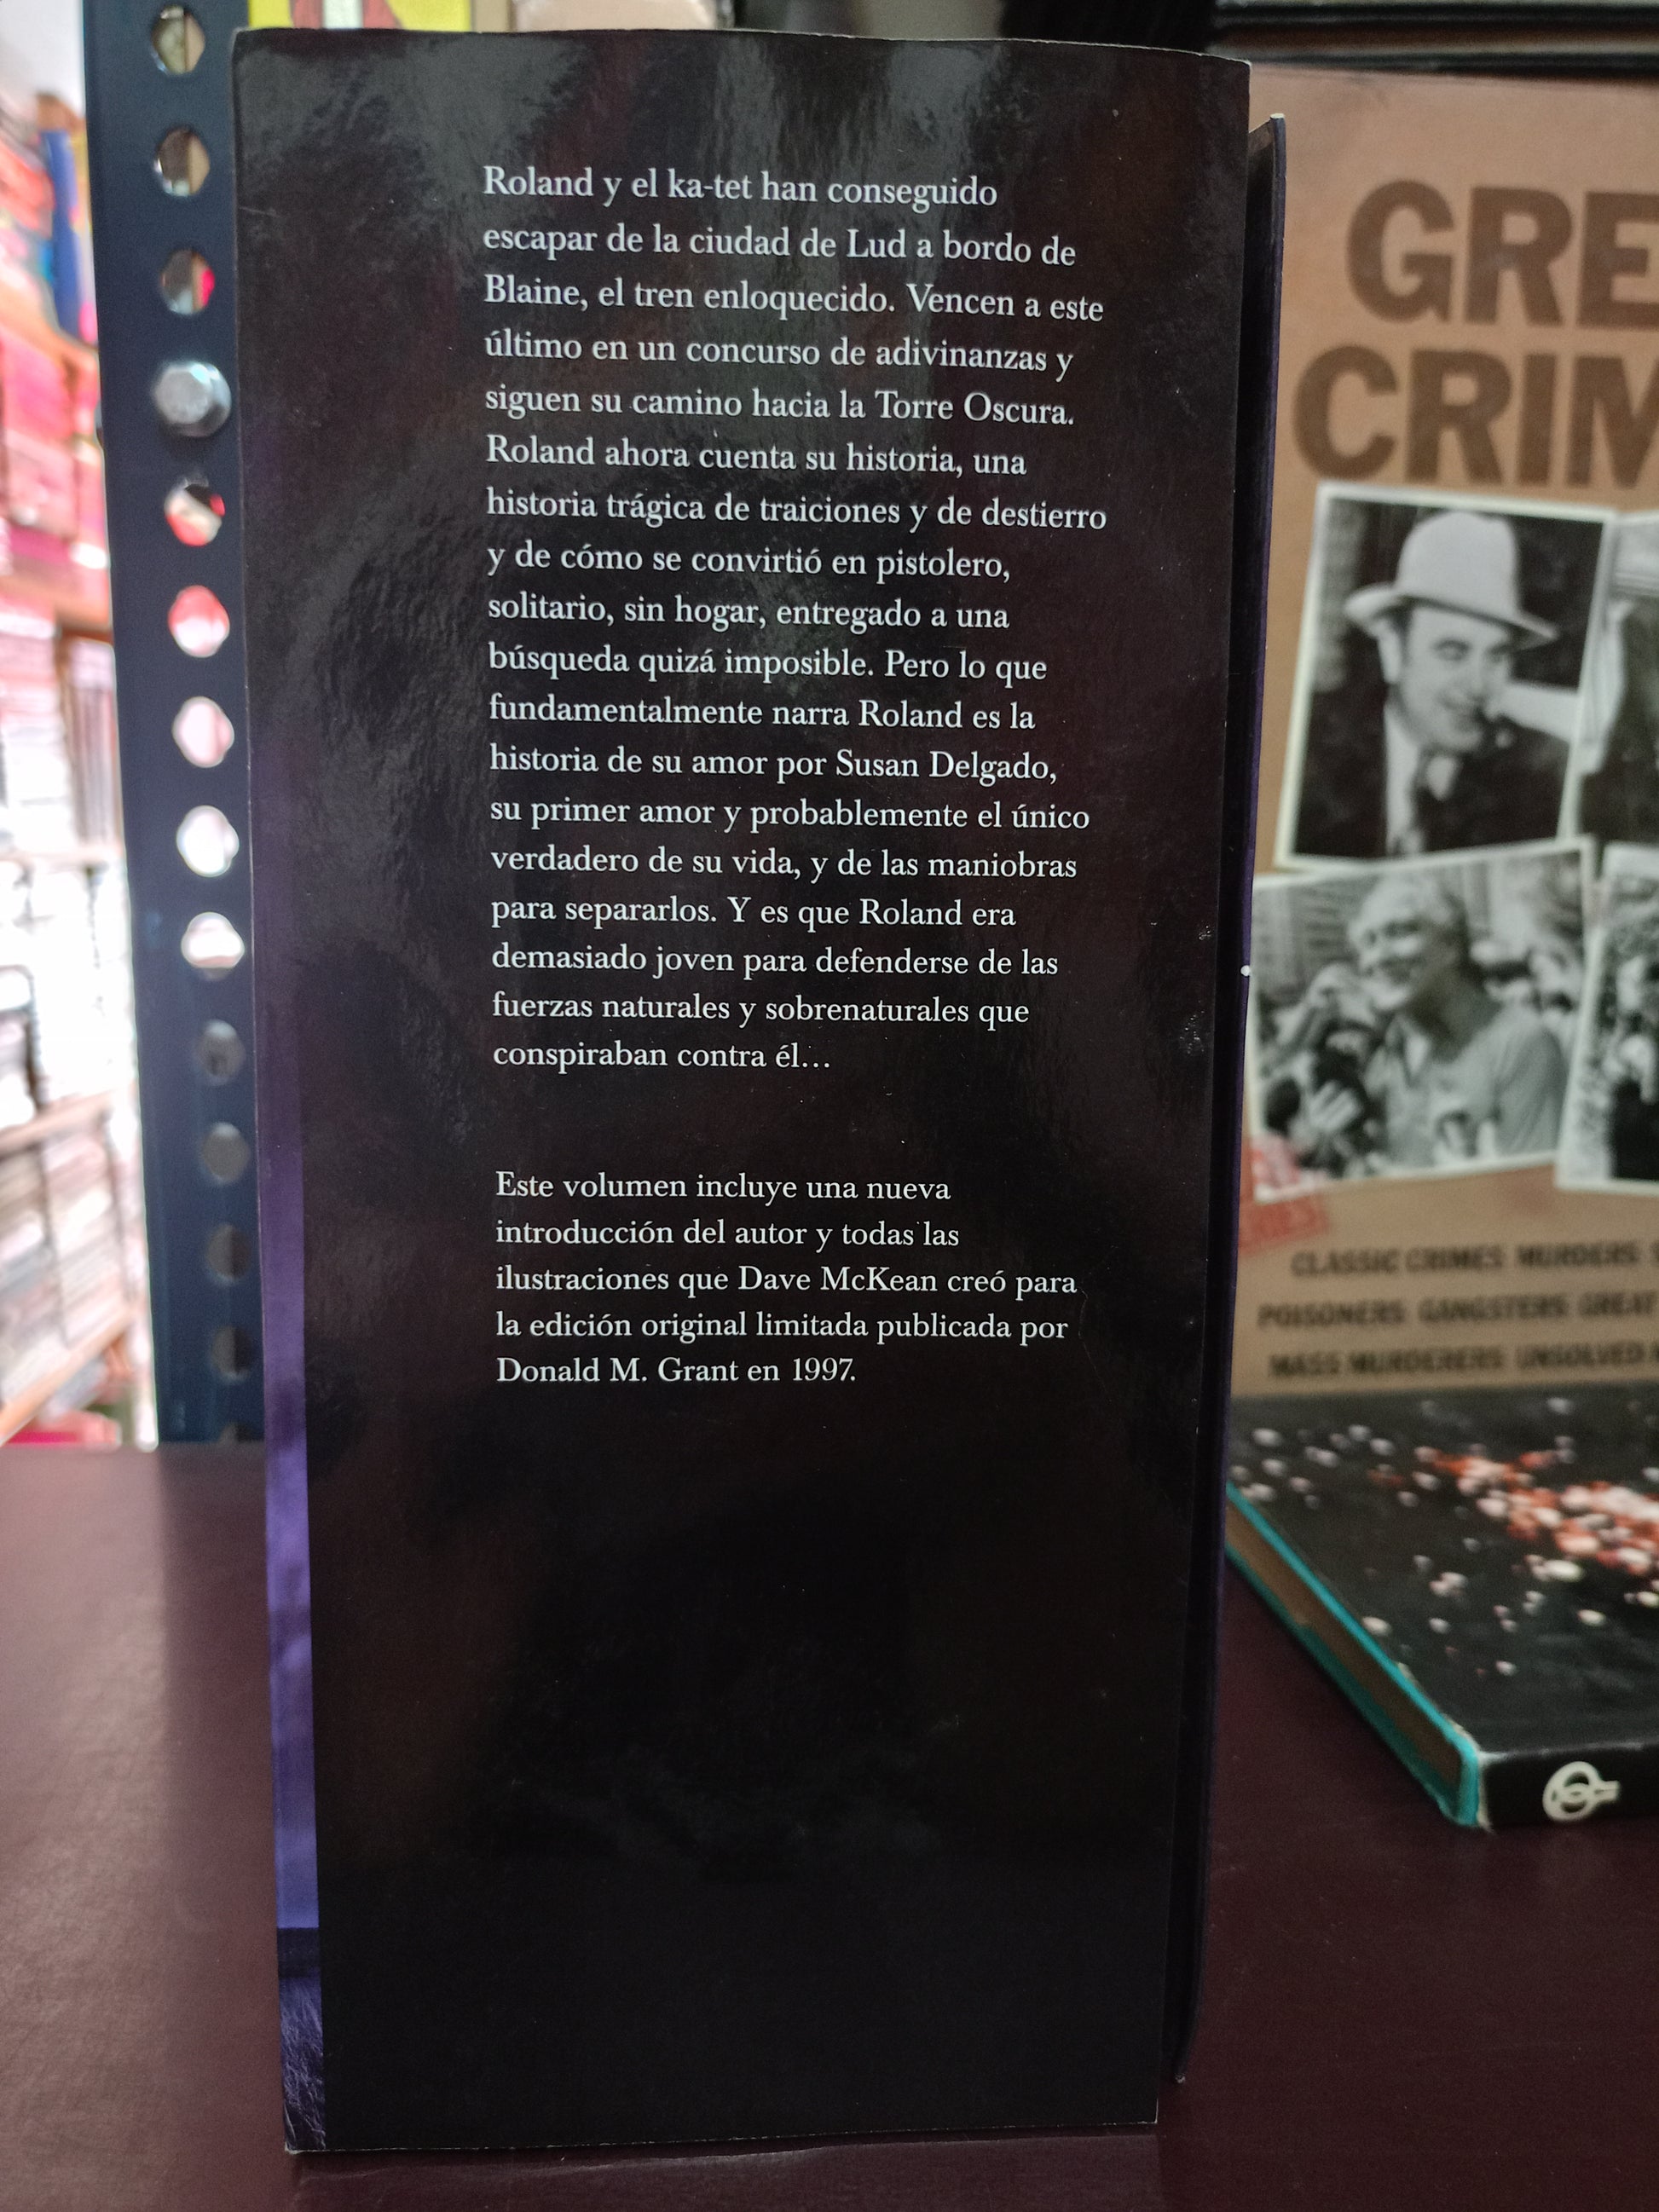 Roland y el ka-tet han conseguido
escapar de la ciudad de Lud a bordo de
Blaine, el tren enloquecido. Vencen a este
último en un concurso de adivinanzas y
siguen su camino hacia la Torre Oscura.
Roland ahora cuenta su historia, una
historia trágica de traiciones y de destierro
y de cómo se convirtió en pistolero,
solitario, sin hogar, entregado a una
búsqueda quizá imposible. Pero lo que
fundamentalmente narra Roland es la
historia de su amor por Susan Delgado,
su primer amor y probablemente el único
verdadero de su vida, y de las maniobras
para separarlos. Y es que Roland era
demasiado joven para defenderse de las
fuerzas naturales y sobrenaturales que
conspiraban contra él...
Este volumen incluye una nueva
introducción del autor y todas las
ilustraciones que Dave McKean creó para
la edición original limitada publicada por
Donald M. Grant en 1997.
GRE
CRIM
CLASSIC CRIMES MURDERS
POISONERS GANGSTERS GREAT
MASS MURDERERS UNSOLVED